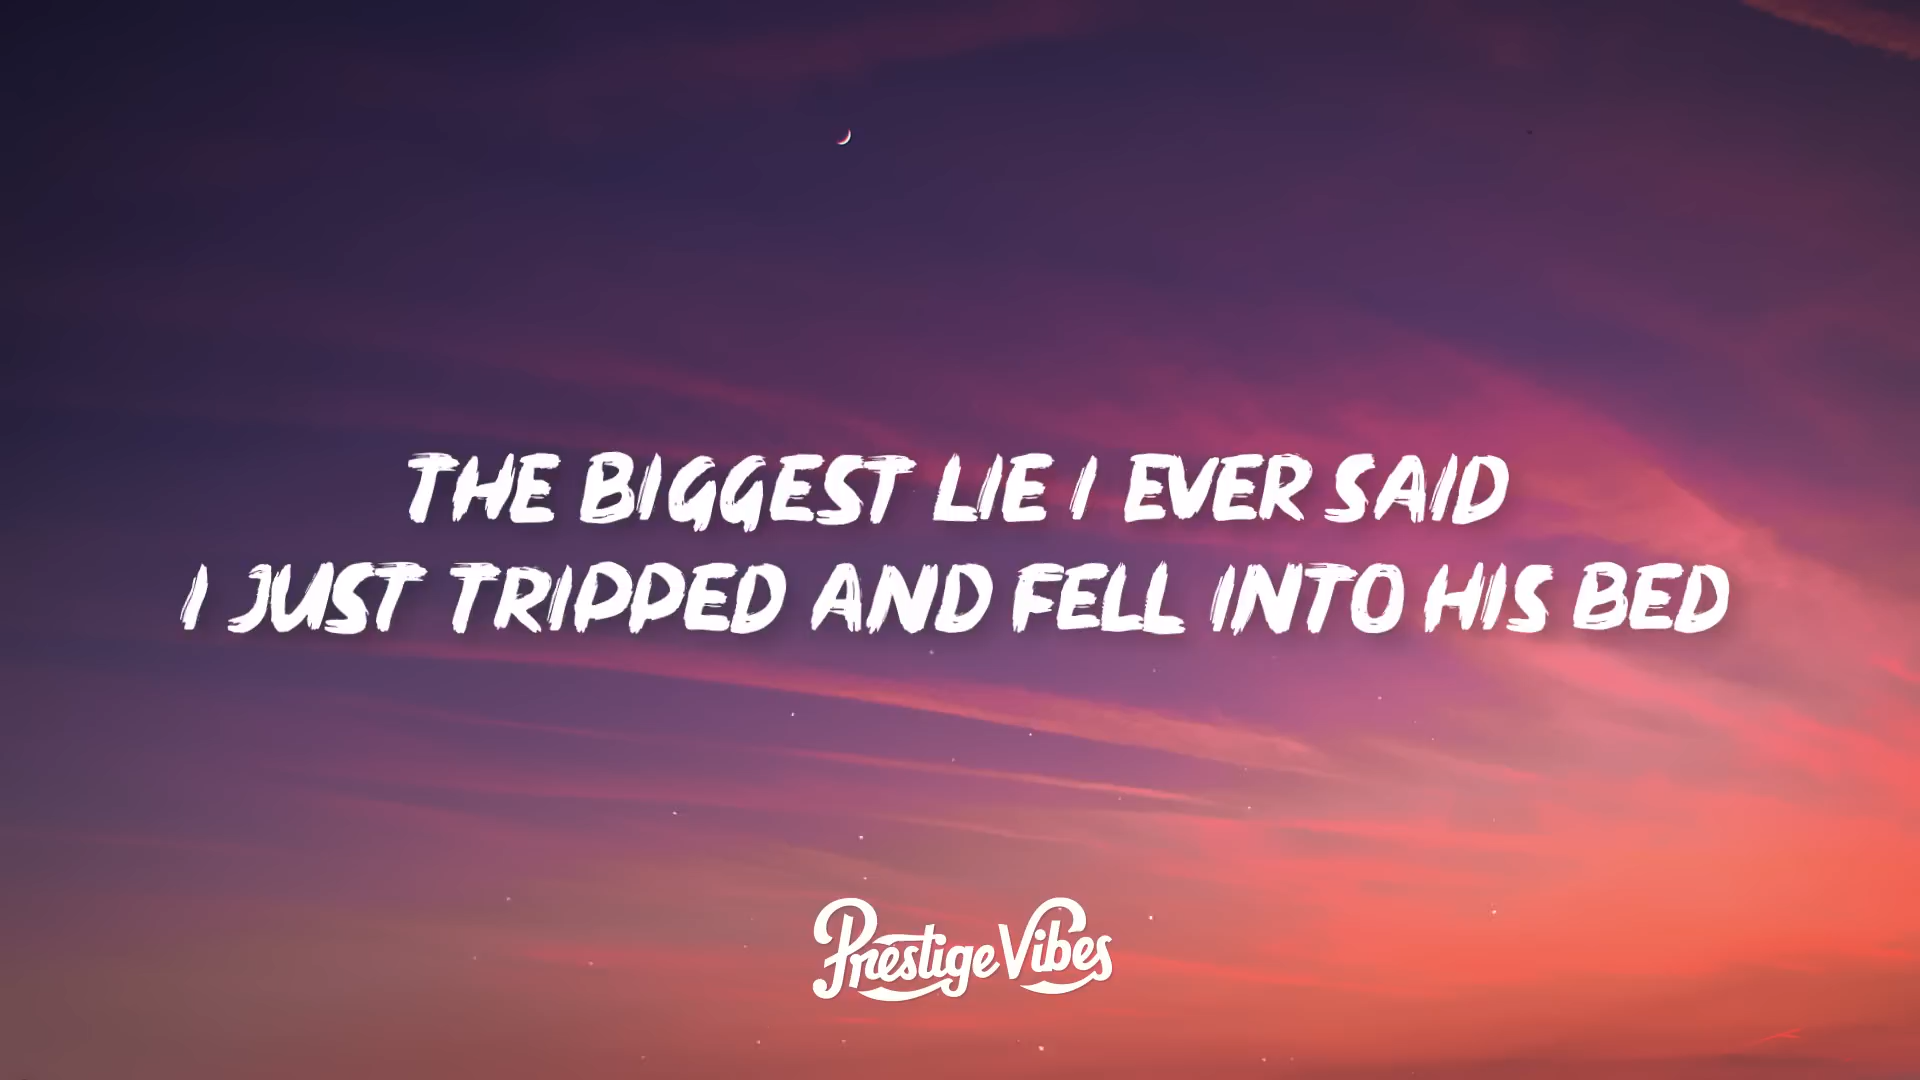 THE BIGGEST LIE I EVER SAID
I JUST TRIPPED AND FELL INTO HIS BED
Prestige Vibes